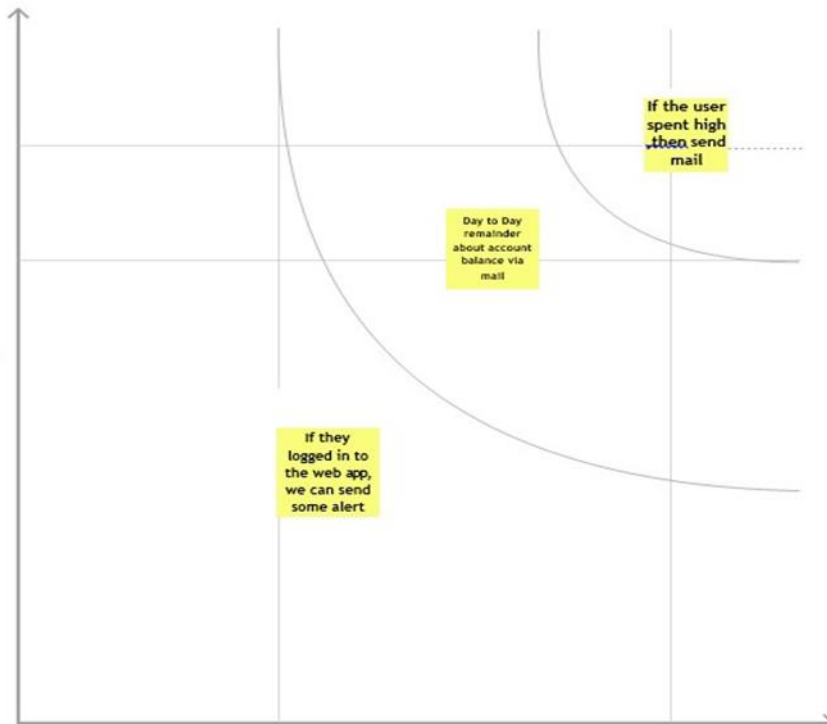 If the user
spent high
,then send
mail
Day to Day
remainder
about account
balance via
mail
If they
logged in to
the web app,
we can send
some alert